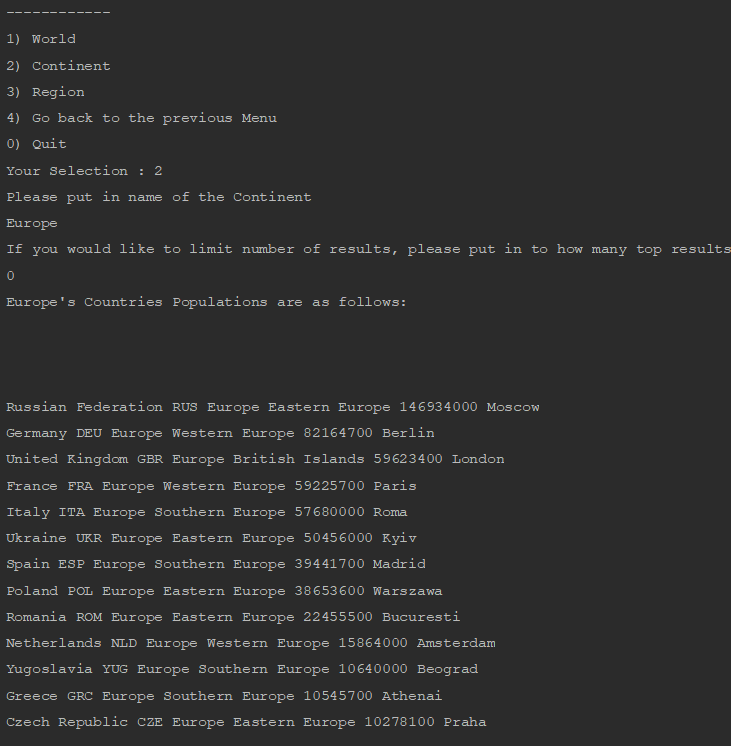 ------------
1) World
2) Continent
3) Region
4) Go back to the previous Menu
0) Quit
Your Selection : 2
Please put in name of the Continent
Europe
If you would like to limit number of results, please put in to how many top results
0
Europe's Countries Populations are as follows:
Russian Federation RUS Europe Eastern Europe 146934000 Moscow
Germany DEU Europe Western Europe 82164700 Berlin
United Kingdom GBR Europe British Islands 59623400 London
France FRA Europe Western Europe 59225700 Paris
Italy ITA Europe Southern Europe 57680000 Roma
Ukraine UKR Europe Eastern Europe 50456000 Kyiv
Spain ESP Europe Southern Europe 39441700 Madrid
Poland POL Europe Eastern Europe 38653600 Warszawa
Romania ROM Europe Eastern Europe 22455500 Bucuresti
Netherlands NLD Europe Western Europe 15864000 Amsterdam
Yugoslavia YUG Europe Southern Europe 10640000 Beograd
Greece GRC Europe Southern Europe 10545700 Athenai
Czech Republic CZE Europe Eastern Europe 10278100 Praha